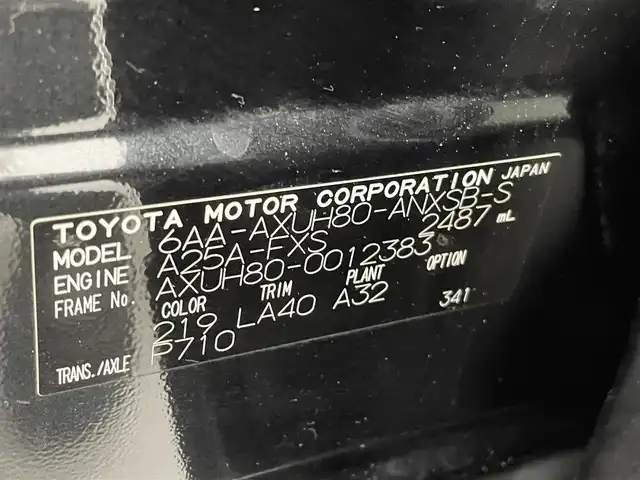 TOYOTA MOTOR CORPORATION JAPAN
MODEL 6AA-AXUH80-ANXSB-S
ENGINE A25A-FXS 2487 mL
FRAME No. AXUH80-0012383
COLOR TRIM PLANT OPTION
219 LA40 A32 341
TRANS./AXLE P710